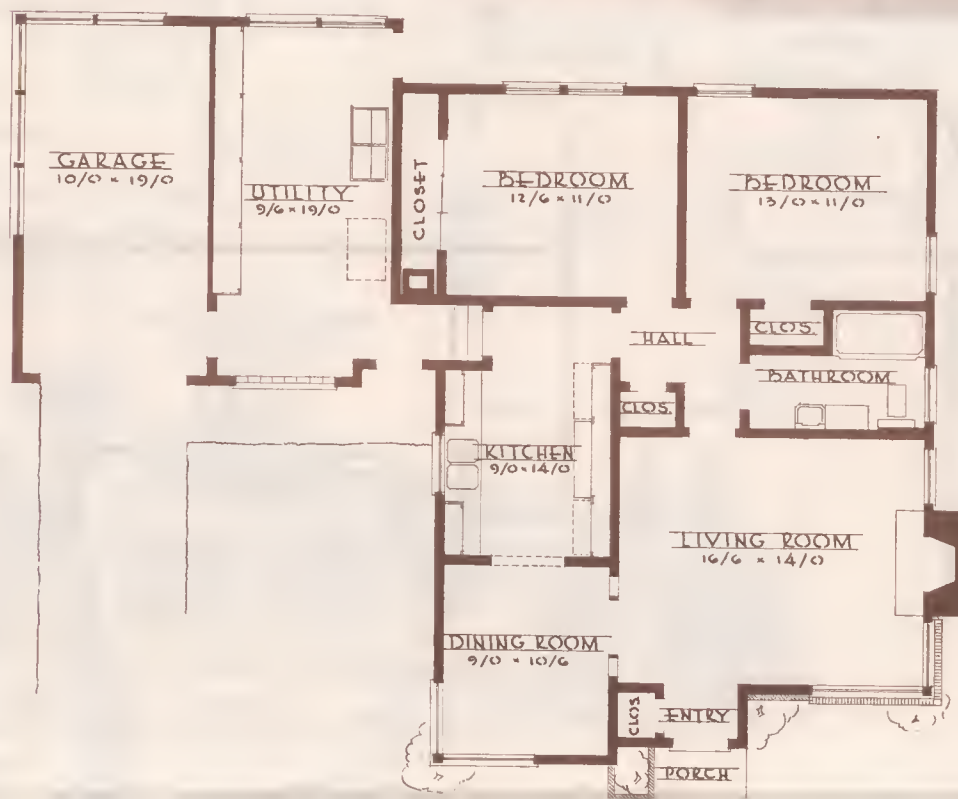 GARAGE
10/0 × 19/0
UTILITY
9/6 × 19/0
CLOSET
BEDROOM
12/6 × 11/0
BEDROOM
13/0 × 11/0
HALL
CLOS.
CLOS.
BATHROOM
KITCHEN
9/0 × 14/0
LIVING ROOM
16/6 × 14/0
DINING ROOM
9/0 × 10/6
CLOS
ENTRY
PORCH